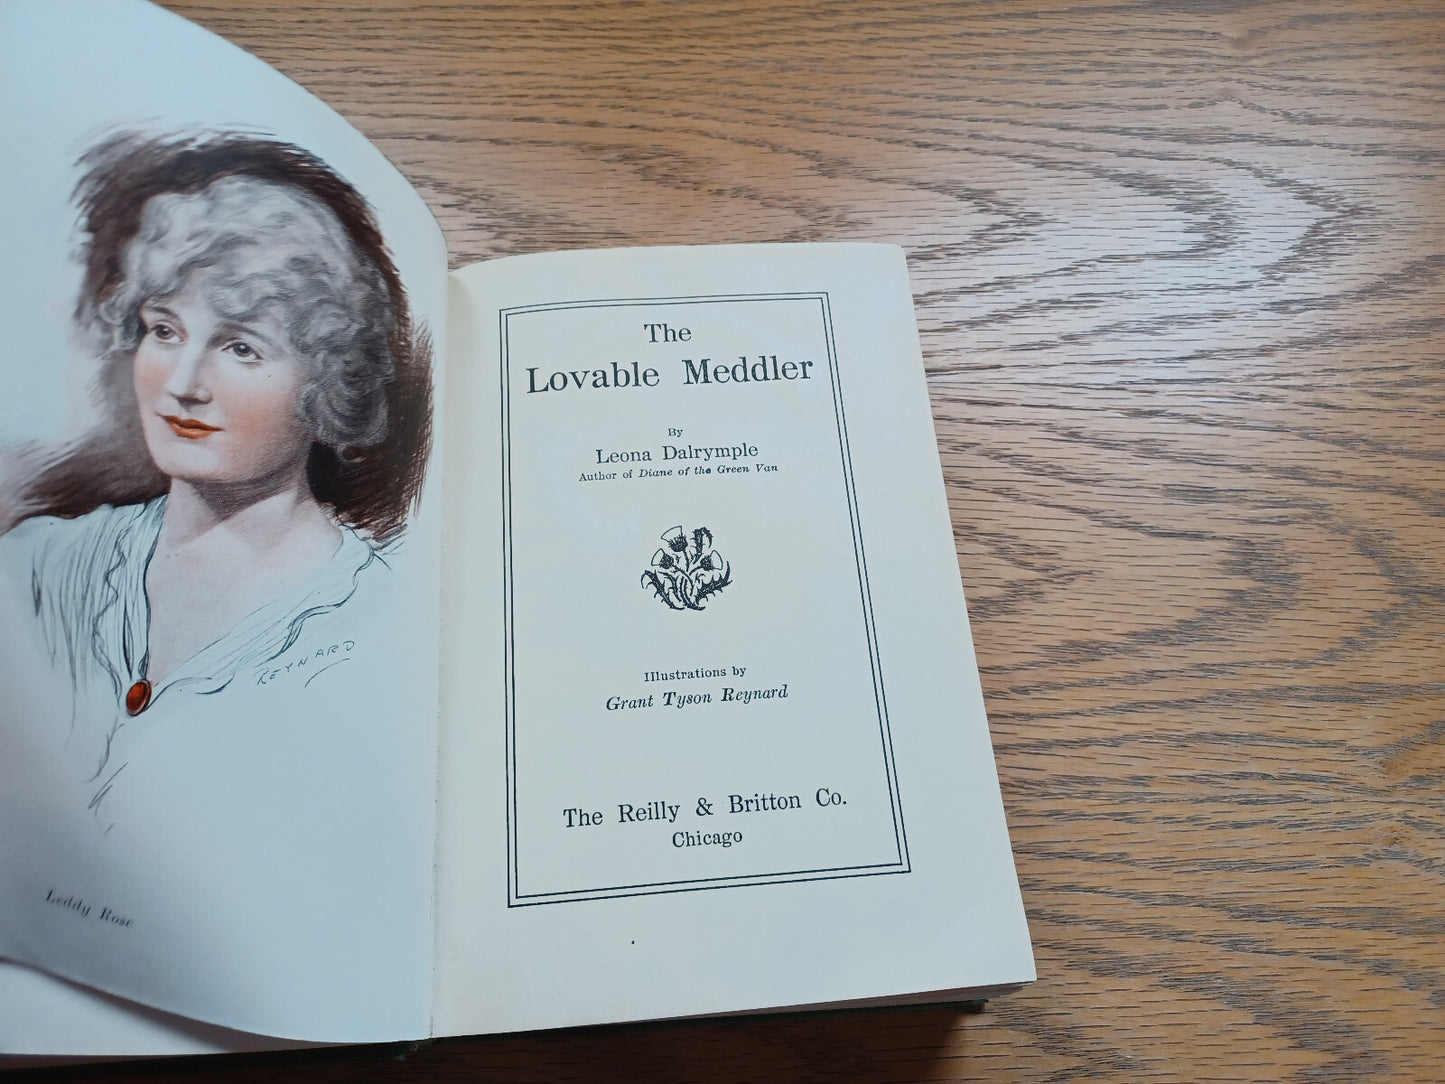 REYNARD
Leddy Rose
The
Lovable Meddler
By
Leona Dalrymple
Author of Diane of the Green Van
Illustrations by
Grant Tyson Reynard
The Reilly & Britton Co.
Chicago